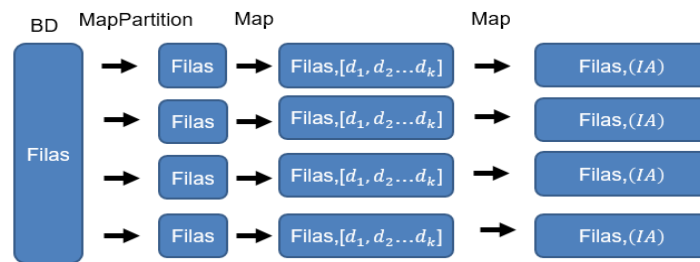 BD MapPartition Map Map
Filas Filas,[d₁, d₂ … dₖ] Filas,(IA)
Filas Filas,[d₁, d₂ … dₖ] Filas,(IA)
Filas
Filas Filas,[d₁, d₂ … dₖ] Filas,(IA)
Filas Filas,[d₁, d₂ … dₖ] Filas,(IA)